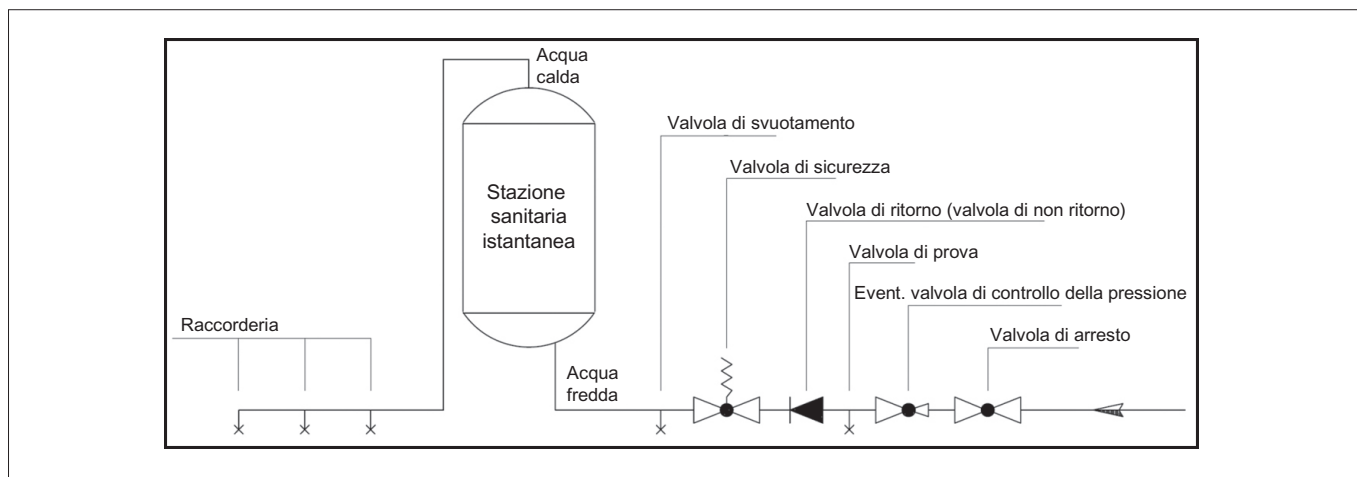 Acqua
calda
Valvola di svuotamento
Valvola di sicurezza
Stazione
sanitaria
istantanea
Valvola di ritorno (valvola di non ritorno)
Valvola di prova
Event. valvola di controllo della pressione
Raccorderia
Valvola di arresto
Acqua
fredda